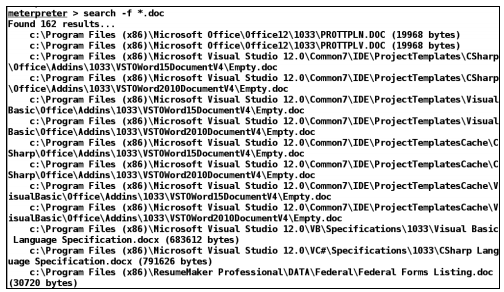 meterpreter > search -f *.doc
Found 162 results...
    c:\Program Files (x86)\Microsoft Office\Office12\1033\PROTTPLN.DOC (19968 bytes)
    c:\Program Files (x86)\Microsoft Office\Office12\1033\PROTTPLV.DOC (19968 bytes)
    c:\Program Files (x86)\Microsoft Visual Studio 12.0\Common7\IDE\ProjectTemplates\CSharp
\Office\Addins\1033\VSTOWord15DocumentV4\Empty.doc
    c:\Program Files (x86)\Microsoft Visual Studio 12.0\Common7\IDE\ProjectTemplates\CSharp
\Office\Addins\1033\VSTOWord2010DocumentV4\Empty.doc
    c:\Program Files (x86)\Microsoft Visual Studio 12.0\Common7\IDE\ProjectTemplates\Visual
Basic\Office\Addins\1033\VSTOWord15DocumentV4\Empty.doc
    c:\Program Files (x86)\Microsoft Visual Studio 12.0\Common7\IDE\ProjectTemplates\Visual
Basic\Office\Addins\1033\VSTOWord2010DocumentV4\Empty.doc
    c:\Program Files (x86)\Microsoft Visual Studio 12.0\Common7\IDE\ProjectTemplatesCache\C
Sharp\Office\Addins\1033\VSTOWord15DocumentV4\Empty.doc
    c:\Program Files (x86)\Microsoft Visual Studio 12.0\Common7\IDE\ProjectTemplatesCache\C
Sharp\Office\Addins\1033\VSTOWord2010DocumentV4\Empty.doc
    c:\Program Files (x86)\Microsoft Visual Studio 12.0\Common7\IDE\ProjectTemplatesCache\V
isualBasic\Office\Addins\1033\VSTOWord15DocumentV4\Empty.doc
    c:\Program Files (x86)\Microsoft Visual Studio 12.0\Common7\IDE\ProjectTemplatesCache\V
isualBasic\Office\Addins\1033\VSTOWord2010DocumentV4\Empty.doc
    c:\Program Files (x86)\Microsoft Visual Studio 12.0\VB\Specifications\1033\Visual Basic
 Language Specification.docx (683612 bytes)
    c:\Program Files (x86)\Microsoft Visual Studio 12.0\VC#\Specifications\1033\CSharp Lang
uage Specification.docx (791626 bytes)
    c:\Program Files (x86)\ResumeMaker Professional\DATA\Federal\Federal Forms Listing.doc
(30720 bytes)